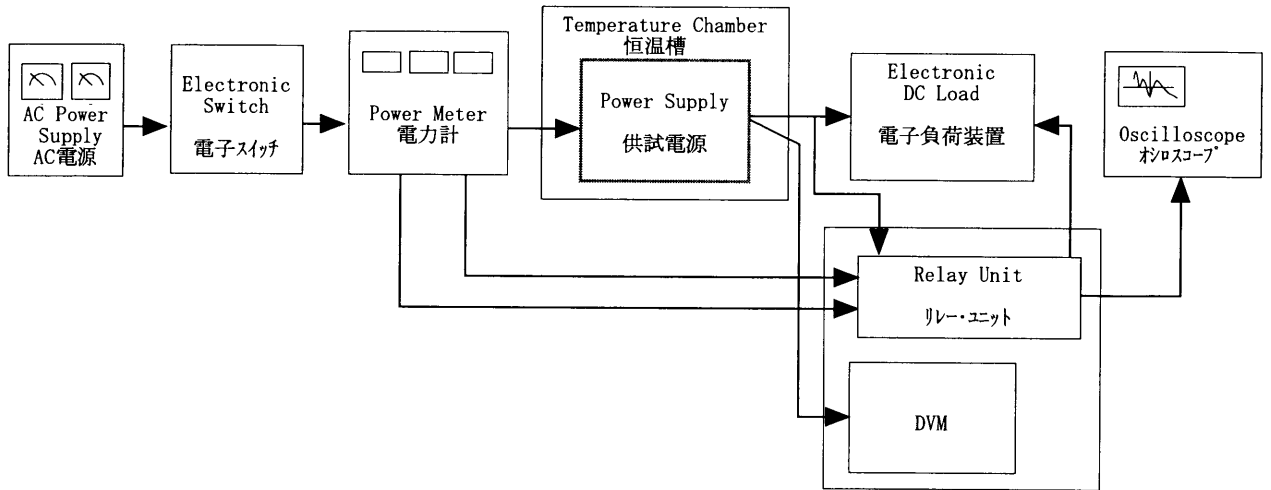 AC Power
Supply
AC電源
Electronic
Switch
電子スイッチ
Power Meter
電力計
Temperature Chamber
恒温槽
Power Supply
供試電源
Electronic
DC Load
電子負荷装置
Oscilloscope
オシロスコープ
Relay Unit
リレー・ユニット
DVM